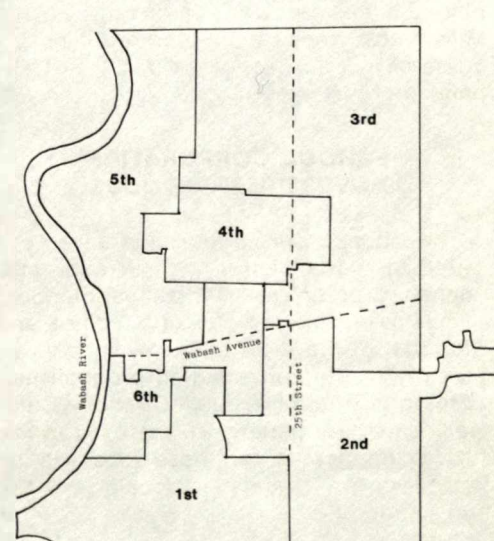 3rd
5th
4th
Wabash River
Wabash Avenue
25th Street
6th
2nd
1st